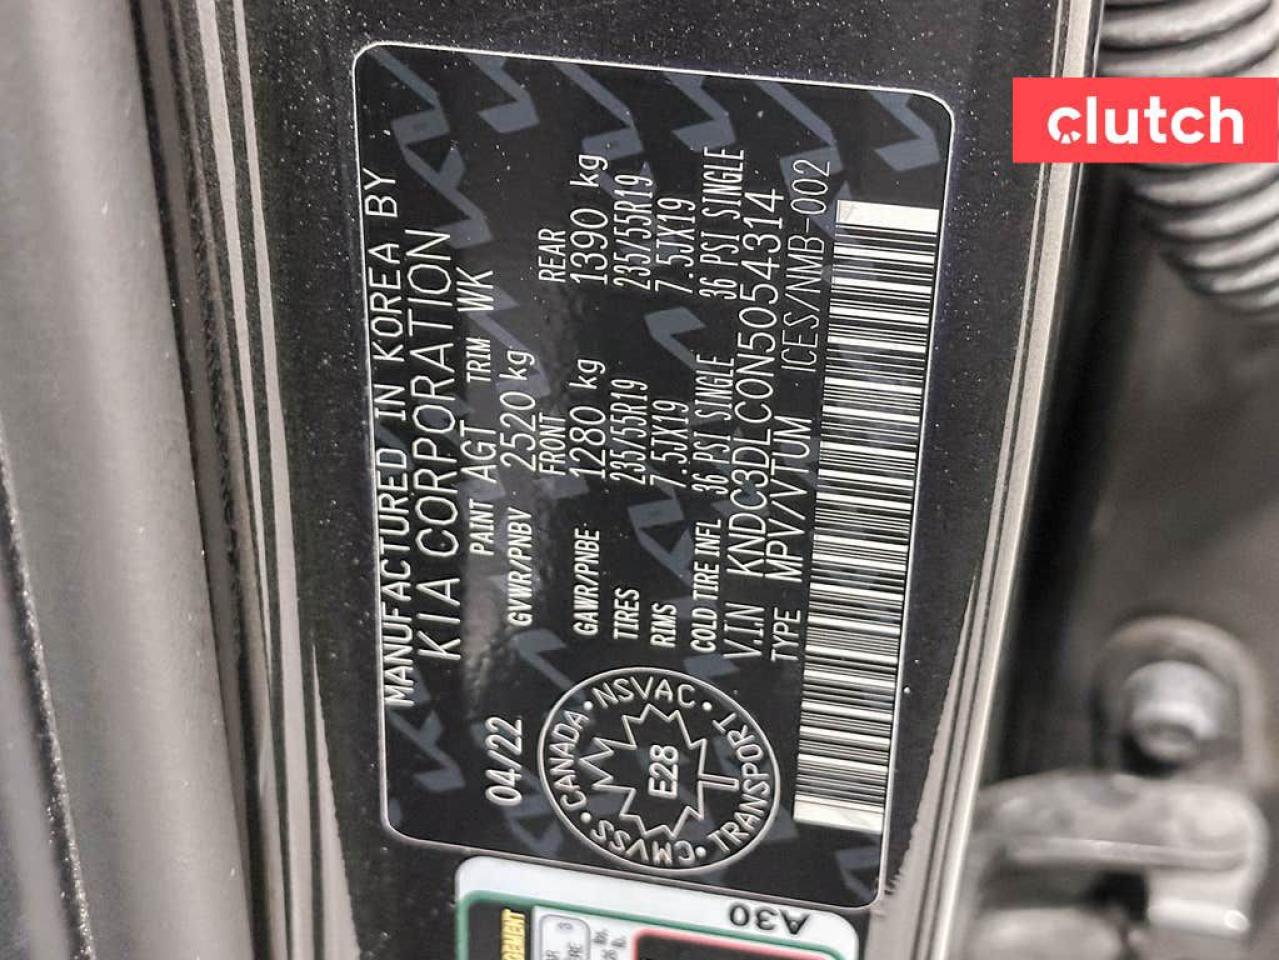 clutch
MANUFACTURED IN KOREA BY
KIA CORPORATION
PAINT AGT TRIM WK
04/22 GVWR/PNBV 2520 kg
FRONT REAR
GAWR/PNBE: 1280 kg 1390 kg
TIRES 235/55R19 235/55R19
RIMS 7.5JX19 7.5JX19
COLD TIRE INFL 36 PSI SINGLE 36 PSI SINGLE
V.I.N KNDC3DLCON5054314
TYPE MPV/VTUM ICES/NMB-002
CANADA • NSVAC • TRANSPORT • CMVSS •
E28
A30